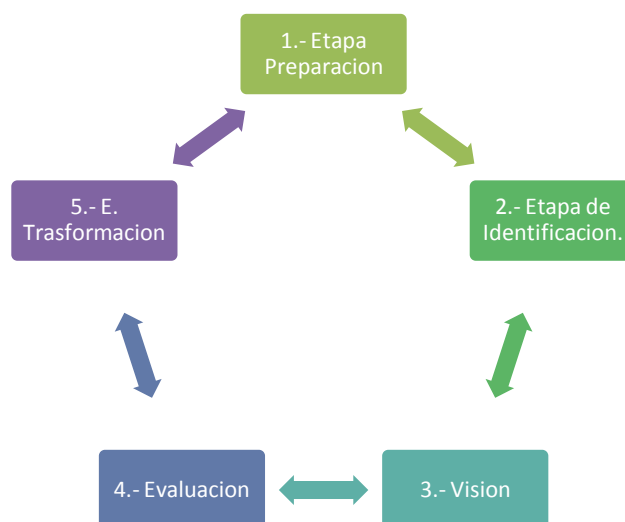 1.- Etapa
Preparacion
2.- Etapa de
Identificacion.
3.- Vision
4.- Evaluacion
5.- E.
Trasformacion